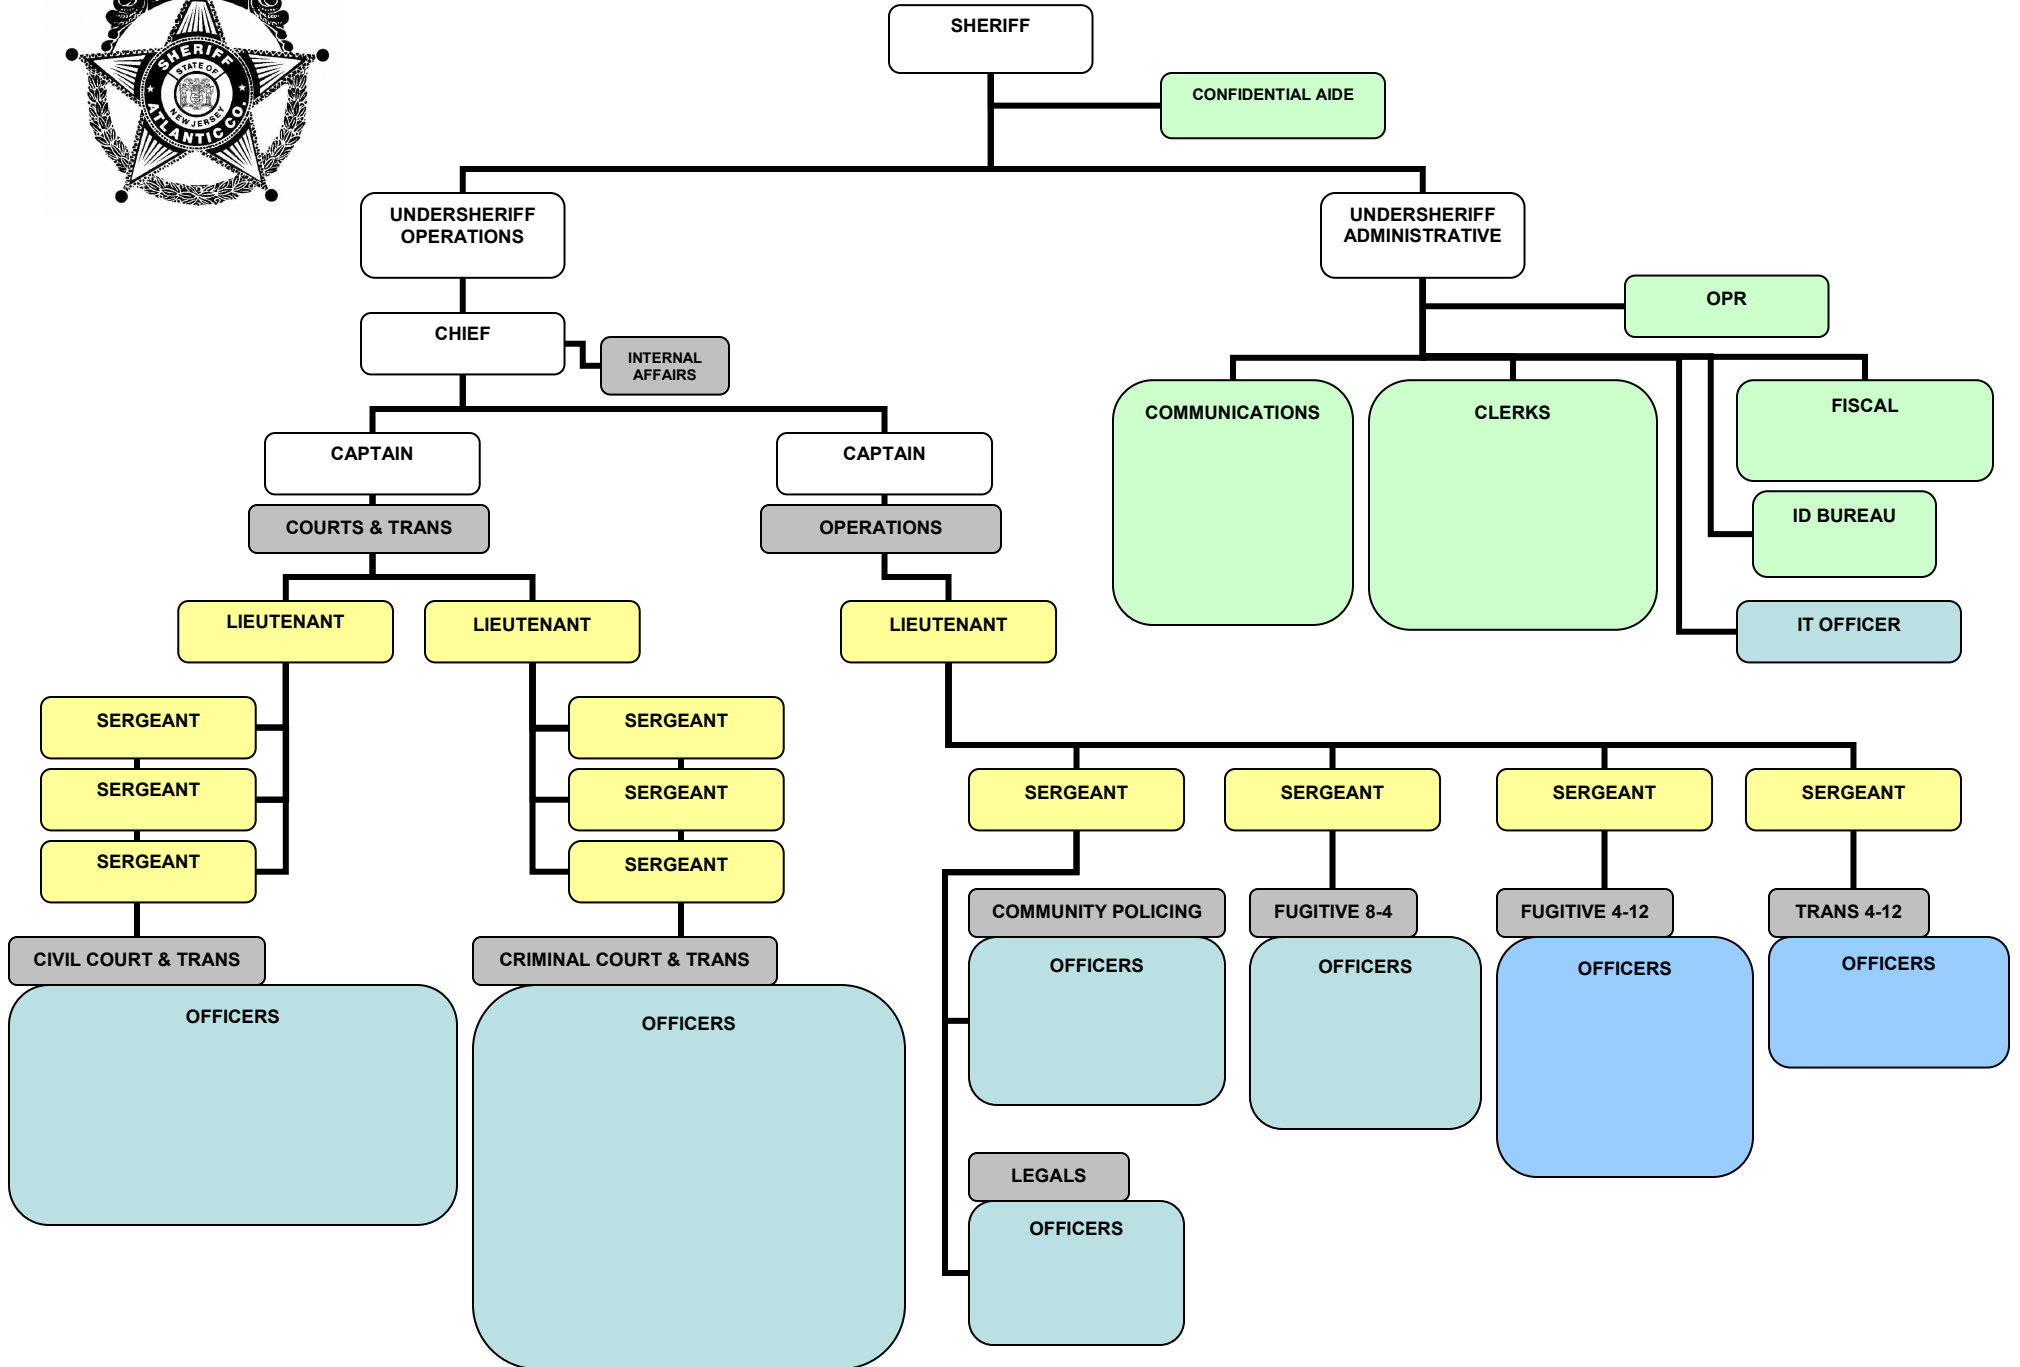 SHERIFF
STATE OF
NEW JERSEY
ATLANTIC CO.
SHERIFF
CONFIDENTIAL AIDE
UNDERSHERIFF
OPERATIONS
UNDERSHERIFF
ADMINISTRATIVE
OPR
CHIEF
INTERNAL
AFFAIRS
COMMUNICATIONS
CLERKS
FISCAL
CAPTAIN
CAPTAIN
COURTS & TRANS
OPERATIONS
ID BUREAU
LIEUTENANT
LIEUTENANT
LIEUTENANT
IT OFFICER
SERGEANT
SERGEANT
SERGEANT
SERGEANT
SERGEANT
SERGEANT
SERGEANT
SERGEANT
SERGEANT
SERGEANT
CIVIL COURT & TRANS
OFFICERS
CRIMINAL COURT & TRANS
OFFICERS
COMMUNITY POLICING
OFFICERS
FUGITIVE 8-4
OFFICERS
FUGITIVE 4-12
OFFICERS
TRANS 4-12
OFFICERS
LEGALS
OFFICERS